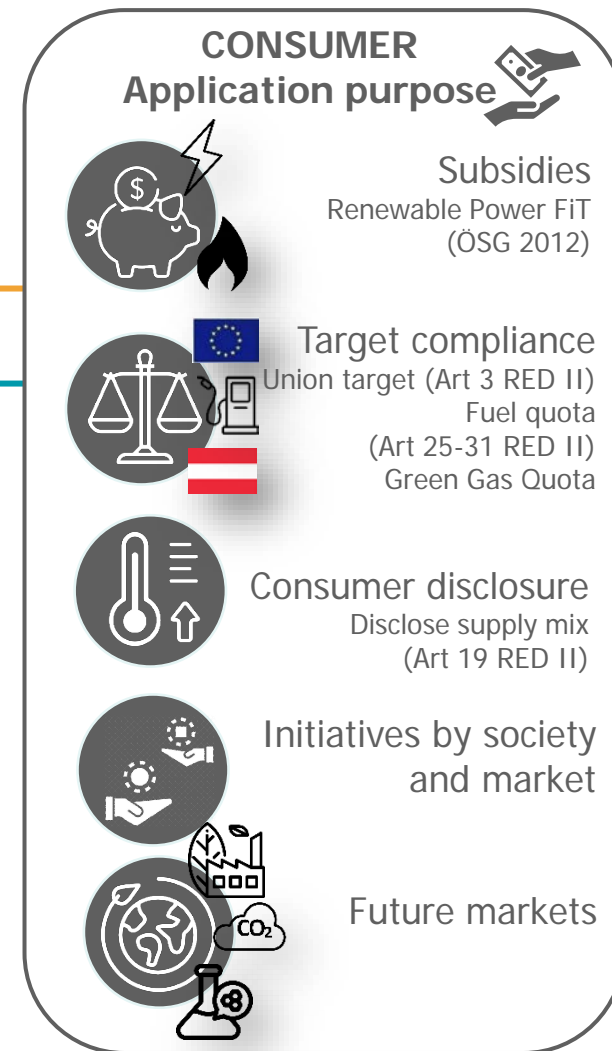 CONSUMER
Application purpose
$
Subsidies
Renewable Power FiT
(ÖSG 2012)
Target compliance
Union target (Art 3 RED II)
Fuel quota
(Art 25-31 RED II)
Green Gas Quota
Consumer disclosure
Disclose supply mix
(Art 19 RED II)
Initiatives by society
and market
Future markets
CO₂